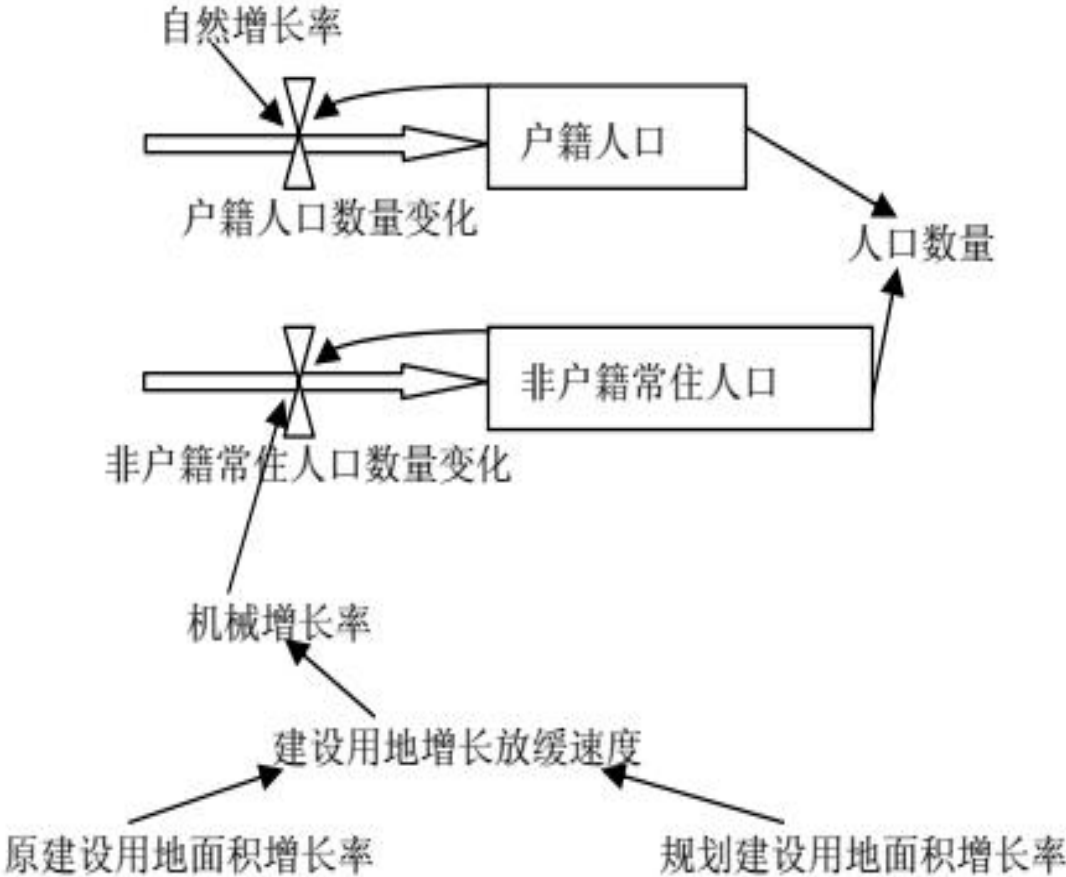 自然增长率
户籍人口
户籍人口数量变化
人口数量
非户籍常住人口
非户籍常住人口数量变化
机械增长率
建设用地增长放缓速度
原建设用地面积增长率
规划建设用地面积增长率